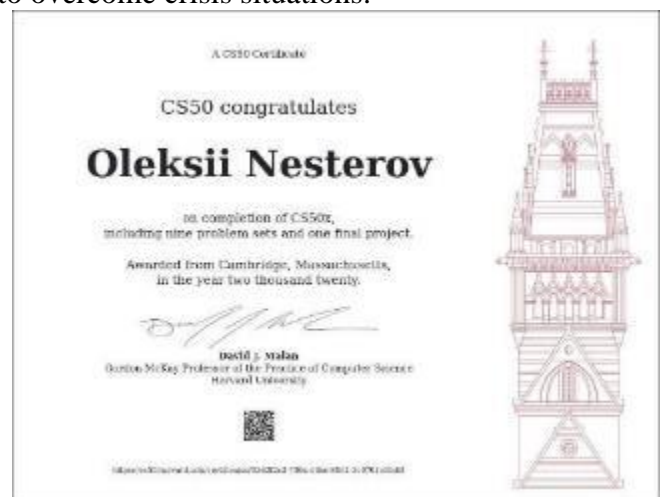 to overcome crisis situations.
A CS50 Certificate
CS50 congratulates
Oleksii Nesterov
on completion of CS50x,
including nine problem sets and one final project.
Awarded from Cambridge, Massachusetts,
in the year two thousand twenty.
David J. Malan
Gordon McKay Professor of the Practice of Computer Science
Harvard University